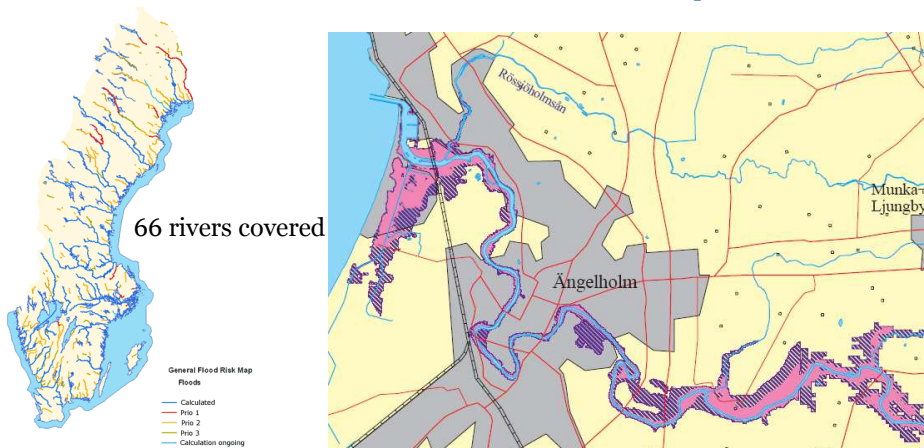 66 rivers covered
General Flood Risk Map
Floods
Calculated
Prio 1
Prio 2
Prio 3
Calculation ongoing
Rössjöholmsån
Munka-
Ljungby
Ängelholm